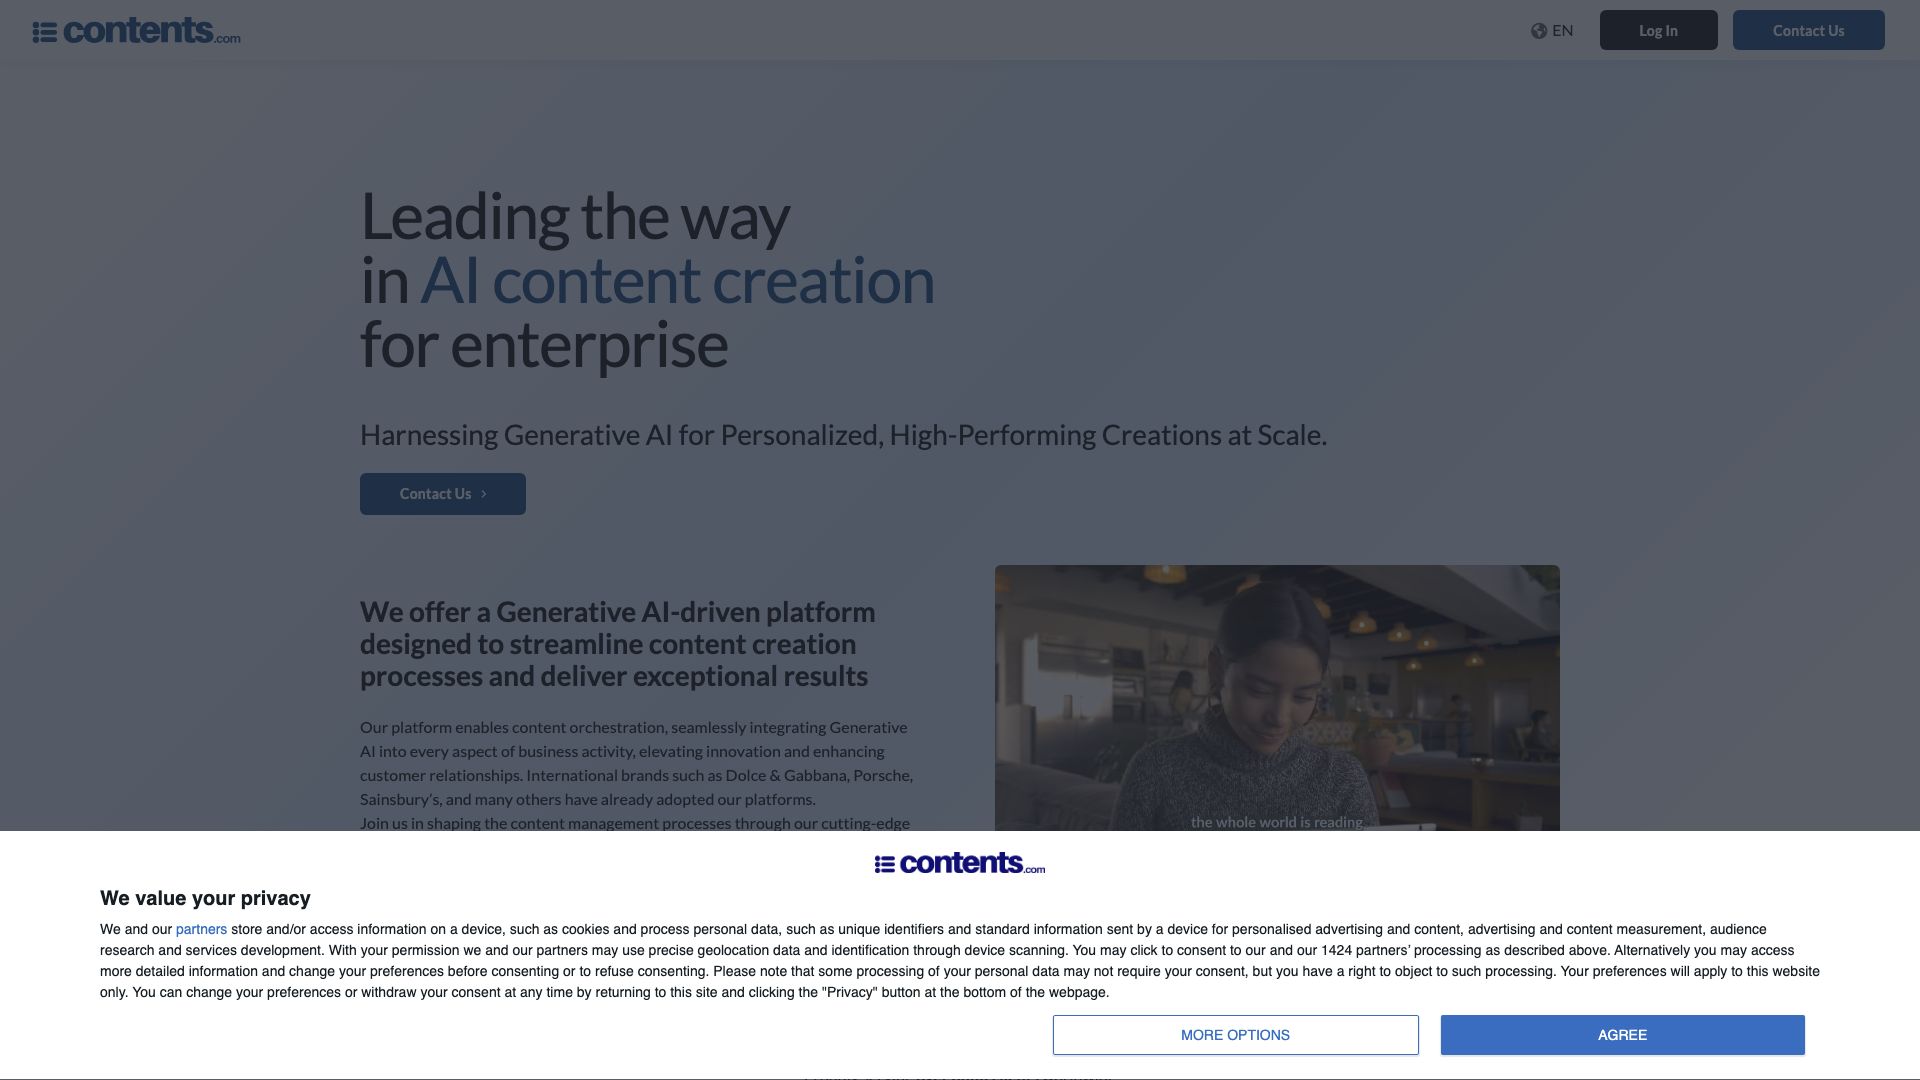 contents.com
EN
Log In
Contact Us
Leading the way
in AI content creation
for enterprise
Harnessing Generative AI for Personalized, High-Performing Creations at Scale.
Contact Us
We offer a Generative AI-driven platform
designed to streamline content creation
processes and deliver exceptional results
Our platform enables content orchestration, seamlessly integrating Generative
AI into every aspect of business activity, elevating innovation and enhancing
customer relationships. International brands such as Dolce & Gabbana, Porsche,
Sainsbury's, and many others have already adopted our platforms.
Join us in shaping the content management processes through our cutting-edge
the whole world is reading
contents.com
We value your privacy
We and our partners store and/or access information on a device, such as cookies and process personal data, such as unique identifiers and standard information sent by a device for personalised advertising and content, advertising and content measurement, audience
research and services development. With your permission we and our partners may use precise geolocation data and identification through device scanning. You may click to consent to our and our 1424 partners' processing as described above. Alternatively you may access
more detailed information and change your preferences before consenting or to refuse consenting. Please note that some processing of your personal data may not require your consent, but you have a right to object to such processing. Your preferences will apply to this website
only. You can change your preferences or withdraw your consent at any time by returning to this site and clicking the "Privacy" button at the bottom of the webpage.
MORE OPTIONS
AGREE